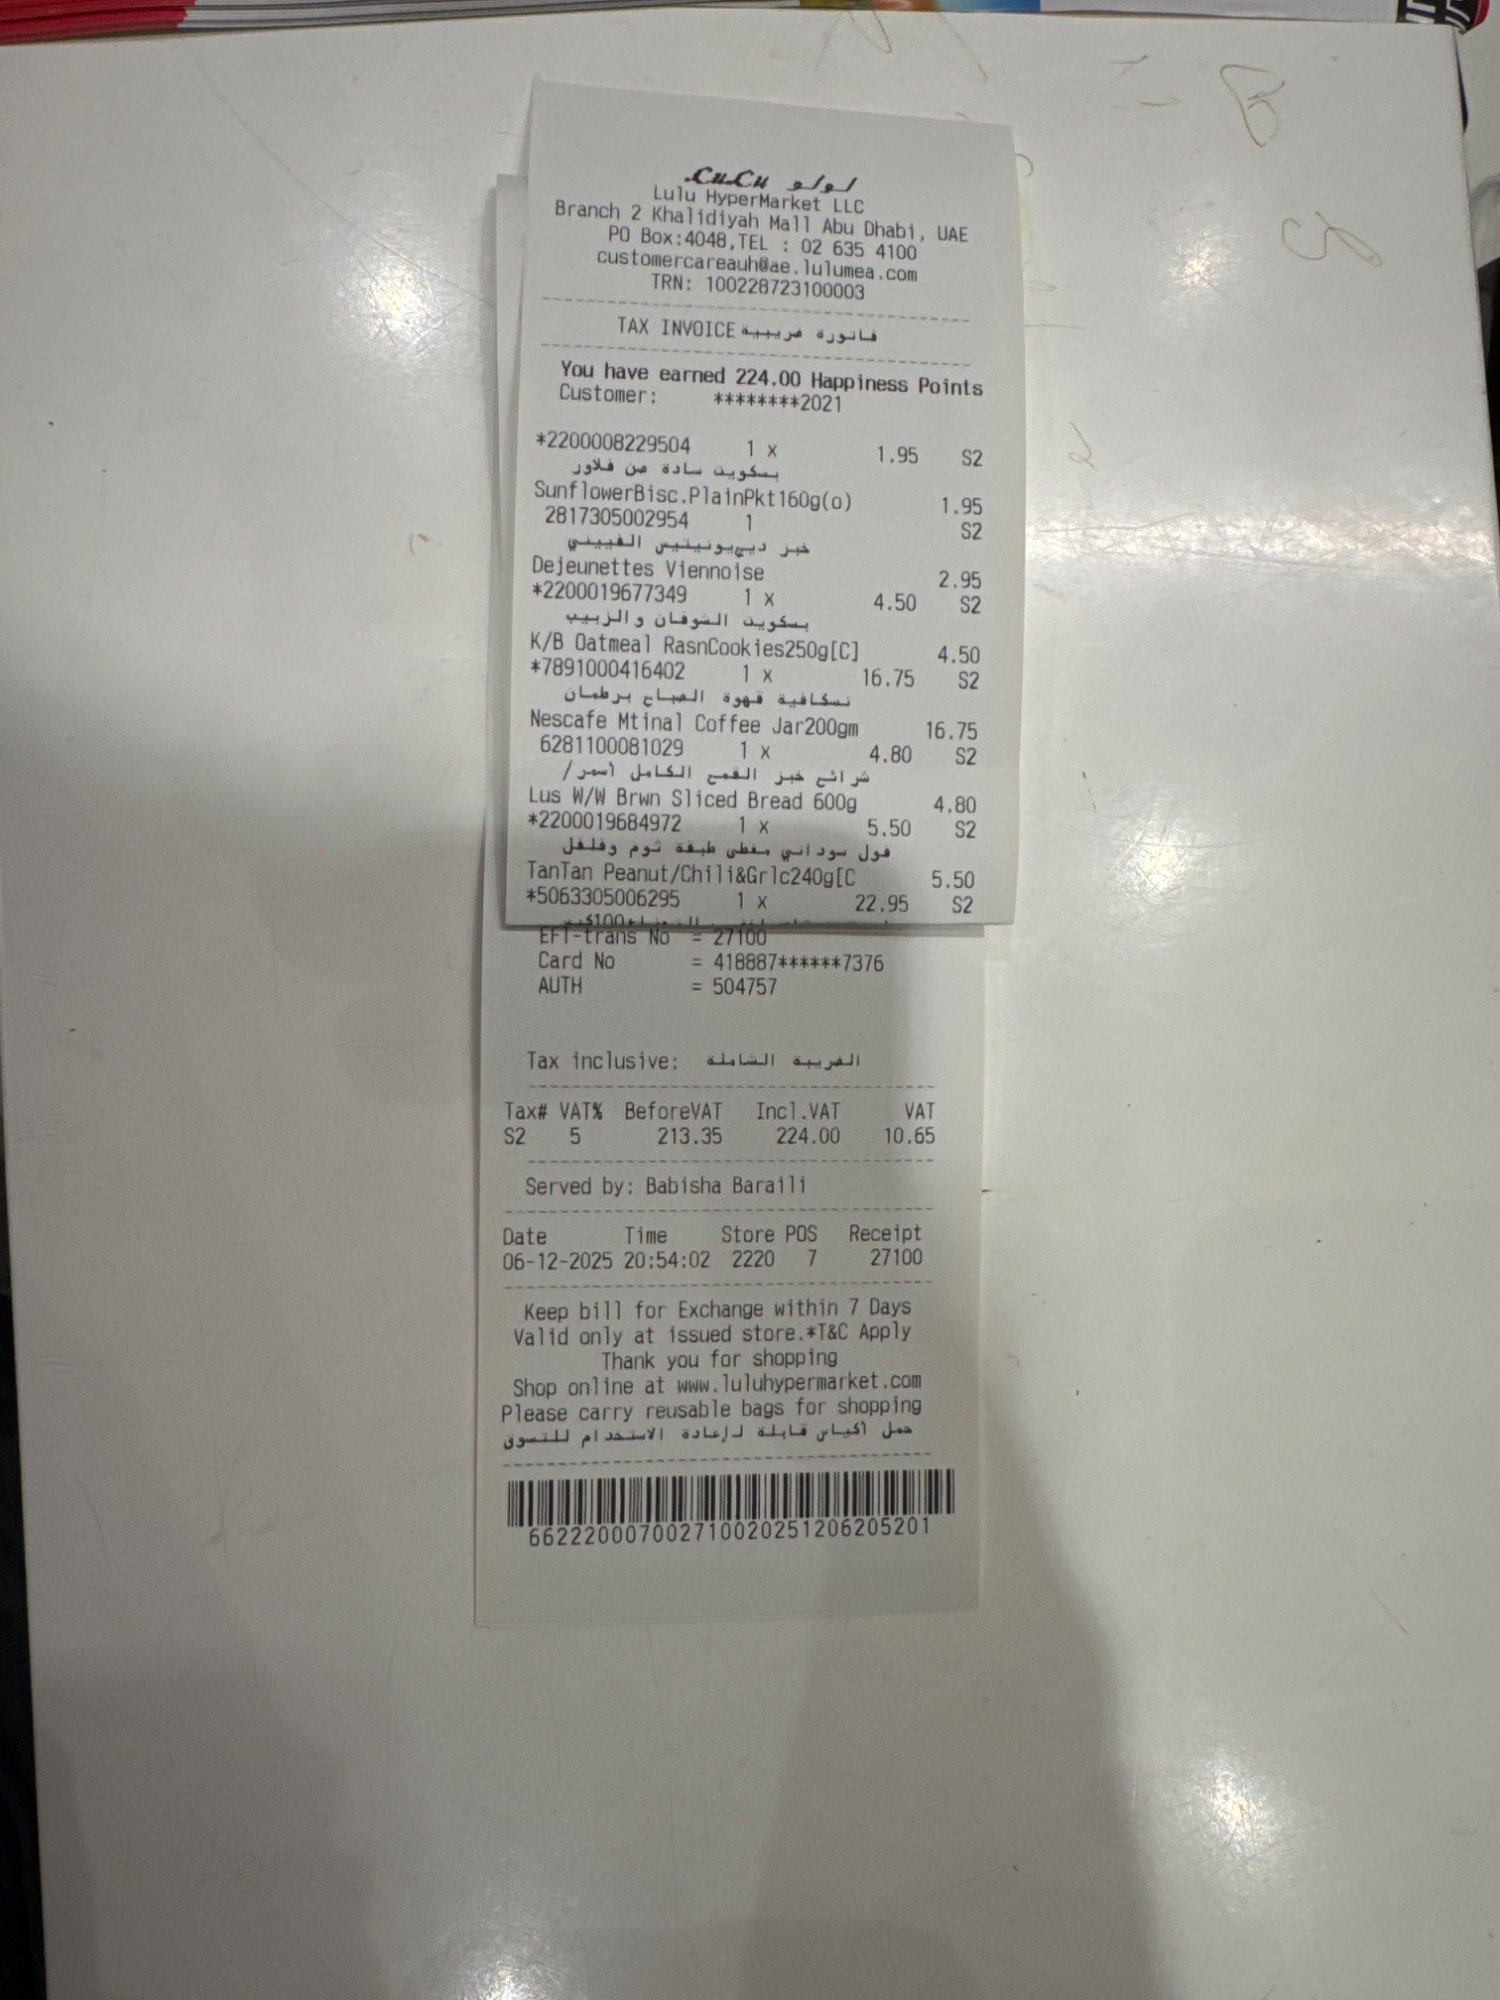 LuLu لولو
Lulu HyperMarket LLC
Branch 2 Khalidiyah Mall Abu Dhabi, UAE
PO Box:4048,TEL : 02 635 4100
customercareauh@ae.lulumea.com
TRN: 100228723100003
TAX INVOICE فاتورة ضريبية
You have earned 224.00 Happiness Points
Customer: ********2021
*2200008229504 1 x 1.95 S2
بسكويت سادة صن فلاور
SunflowerBisc.PlainPkt160g(o) 1.95
2817305002954 1 S2
خبز ديجيونيتيس الفييني
Dejeunettes Viennoise 2.95
*2200019677349 1 x 4.50 S2
بسكويت الشوفان و الزبيب
K/B Oatmeal RasnCookies250g[C] 4.50
*7891000416402 1 x 16.75 S2
نسكافية قهوة الصباح برطمان
Nescafe Mtinal Coffee Jar200gm 16.75
6281100081029 1 x 4.80 S2
شرائح خبز القمح الكامل أسمر /
Lus W/W Brwn Sliced Bread 600g 4.80
*2200019684972 1 x 5.50 S2
فول سوداني مغطى طبقة ثوم وفلفل
TanTan Peanut/Chili&Grlc240g[C 5.50
*5063305006295 1 x 22.95 S2
EFT-trans No = 27100
Card No = 418887******7376
AUTH = 504757
Tax inclusive: الضريبة الشاملة
Tax# VAT% BeforeVAT Incl.VAT VAT
S2 5 213.35 224.00 10.65
Served by: Babisha Baraili
Date Time Store POS Receipt
06-12-2025 20:54:02 2220 7 27100
Keep bill for Exchange within 7 Days
Valid only at issued store.*T&C Apply
Thank you for shopping
Shop online at www.luluhypermarket.com
Please carry reusable bags for shopping
حمل أكياس قابلة لإعادة الاستخدام للتسوق
662220007002710020251206205201